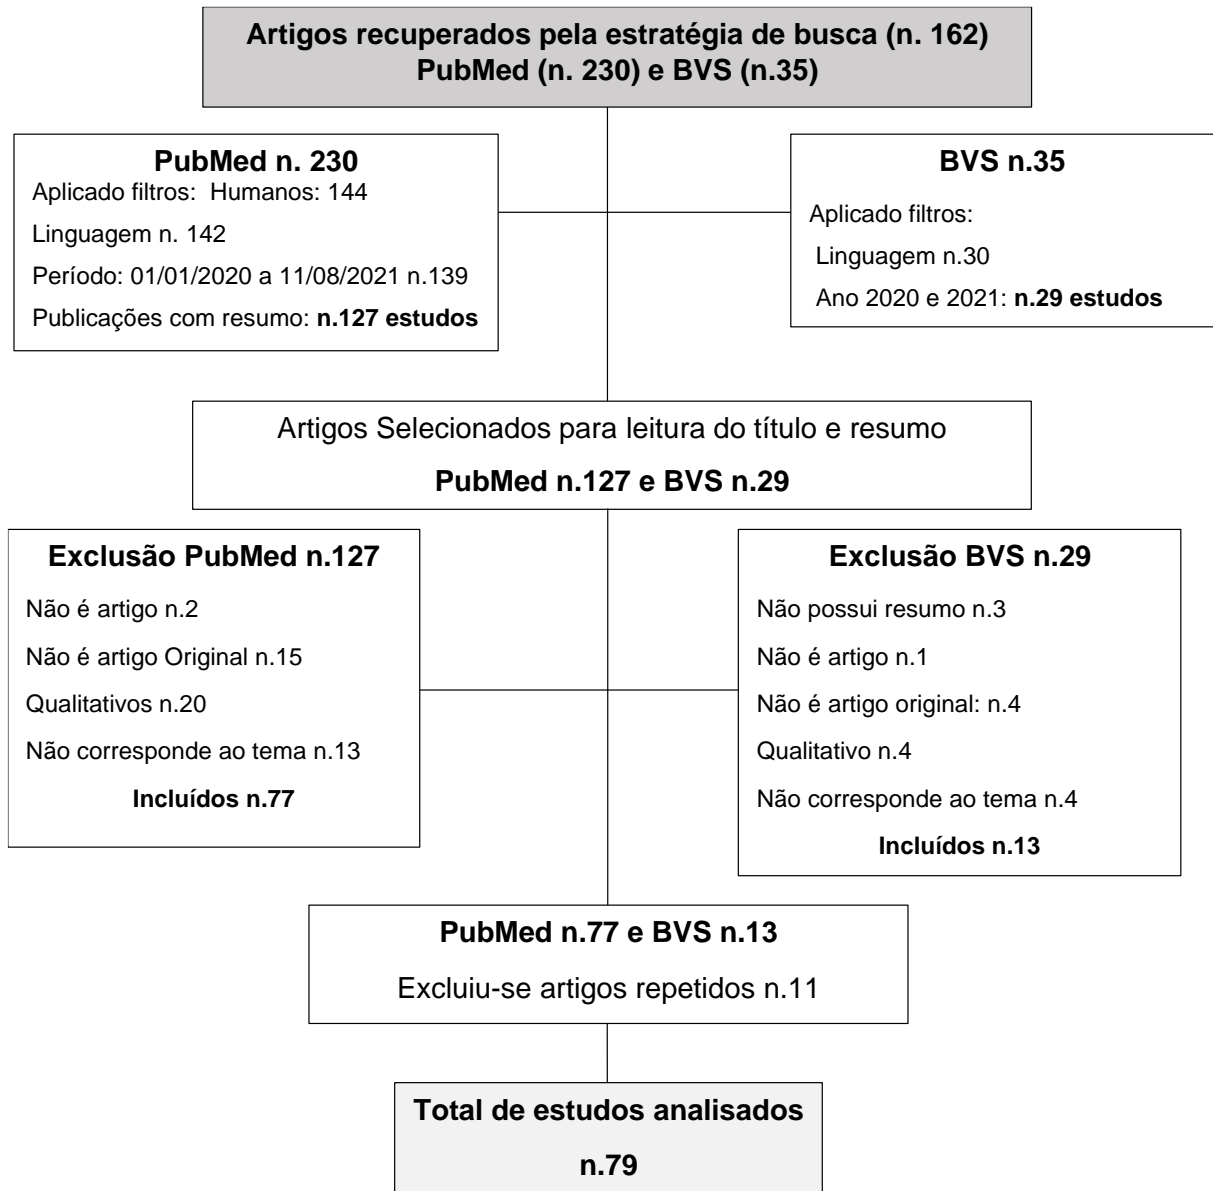 Artigos recuperados pela estratégia de busca (n. 162)
PubMed (n. 230) e BVS (n.35)
PubMed n. 230
Aplicado filtros: Humanos: 144
Linguagem n. 142
Período: 01/01/2020 a 11/08/2021 n.139
Publicações com resumo: n.127 estudos
BVS n.35
Aplicado filtros:
Linguagem n.30
Ano 2020 e 2021: n.29 estudos
Artigos Selecionados para leitura do título e resumo
PubMed n.127 e BVS n.29
Exclusão PubMed n.127
Não é artigo n.2
Não é artigo Original n.15
Qualitativos n.20
Não corresponde ao tema n.13
Incluídos n.77
Exclusão BVS n.29
Não possui resumo n.3
Não é artigo n.1
Não é artigo original: n.4
Qualitativo n.4
Não corresponde ao tema n.4
Incluídos n.13
PubMed n.77 e BVS n.13
Excluiu-se artigos repetidos n.11
Total de estudos analisados
n.79